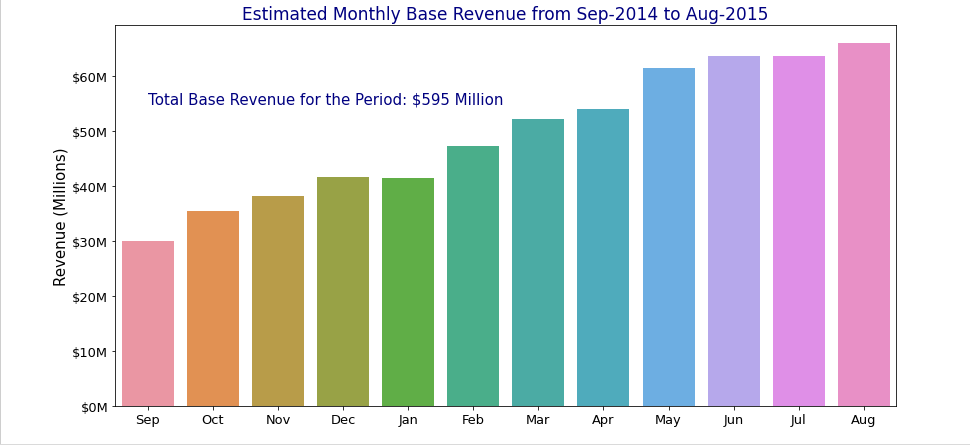 Estimated Monthly Base Revenue from Sep-2014 to Aug-2015
$60M
Total Base Revenue for the Period: $595 Million
$50M
$40M
Revenue (Millions)
$30M
$20M
$10M
$0M
Sep Oct Nov Dec Jan Feb Mar Apr May Jun Jul Aug